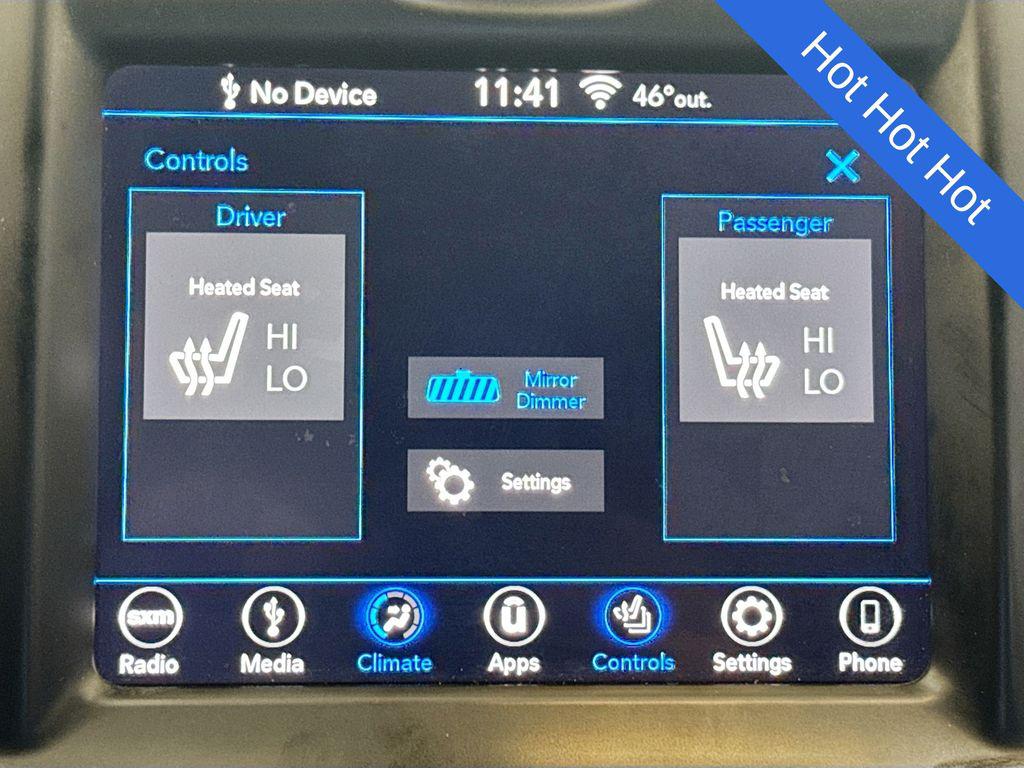 No Device
11:41
46°out.
Hot Hot Hot
Controls
Driver
Passenger
Heated Seat
HI
LO
Heated Seat
HI
LO
Mirror
Dimmer
Settings
sxm
Radio
Media
Climate
Apps
Controls
Settings
Phone